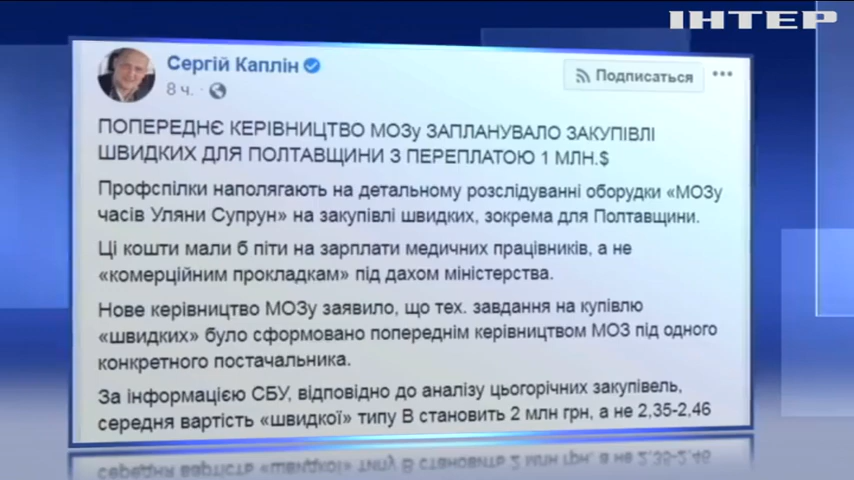 ІНТЕР
Сергій Каплін
8 ч.
Подписаться
ПОПЕРЕДНЄ КЕРІВНИЦТВО МОЗу ЗАПЛАНУВАЛО ЗАКУПІВЛІ
ШВИДКИХ ДЛЯ ПОЛТАВЩИНИ З ПЕРЕПЛАТОЮ 1 МЛН.$
Профспілки наполягають на детальному розслідуванні оборудки «МОЗу
часів Уляни Супрун» на закупівлі швидких, зокрема для Полтавщини.
Ці кошти мали б піти на зарплати медичних працівників, а не
«комерційним прокладкам» під дахом міністерства.
Нове керівництво МОЗу заявило, що тех. завдання на купівлю
«швидких» було сформовано попереднім керівництвом МОЗ під одного
конкретного постачальника.
За інформацією СБУ, відповідно до аналізу цьогорічних закупівель,
середня вартість «швидкої» типу В становить 2 млн грн, а не 2,35-2,46